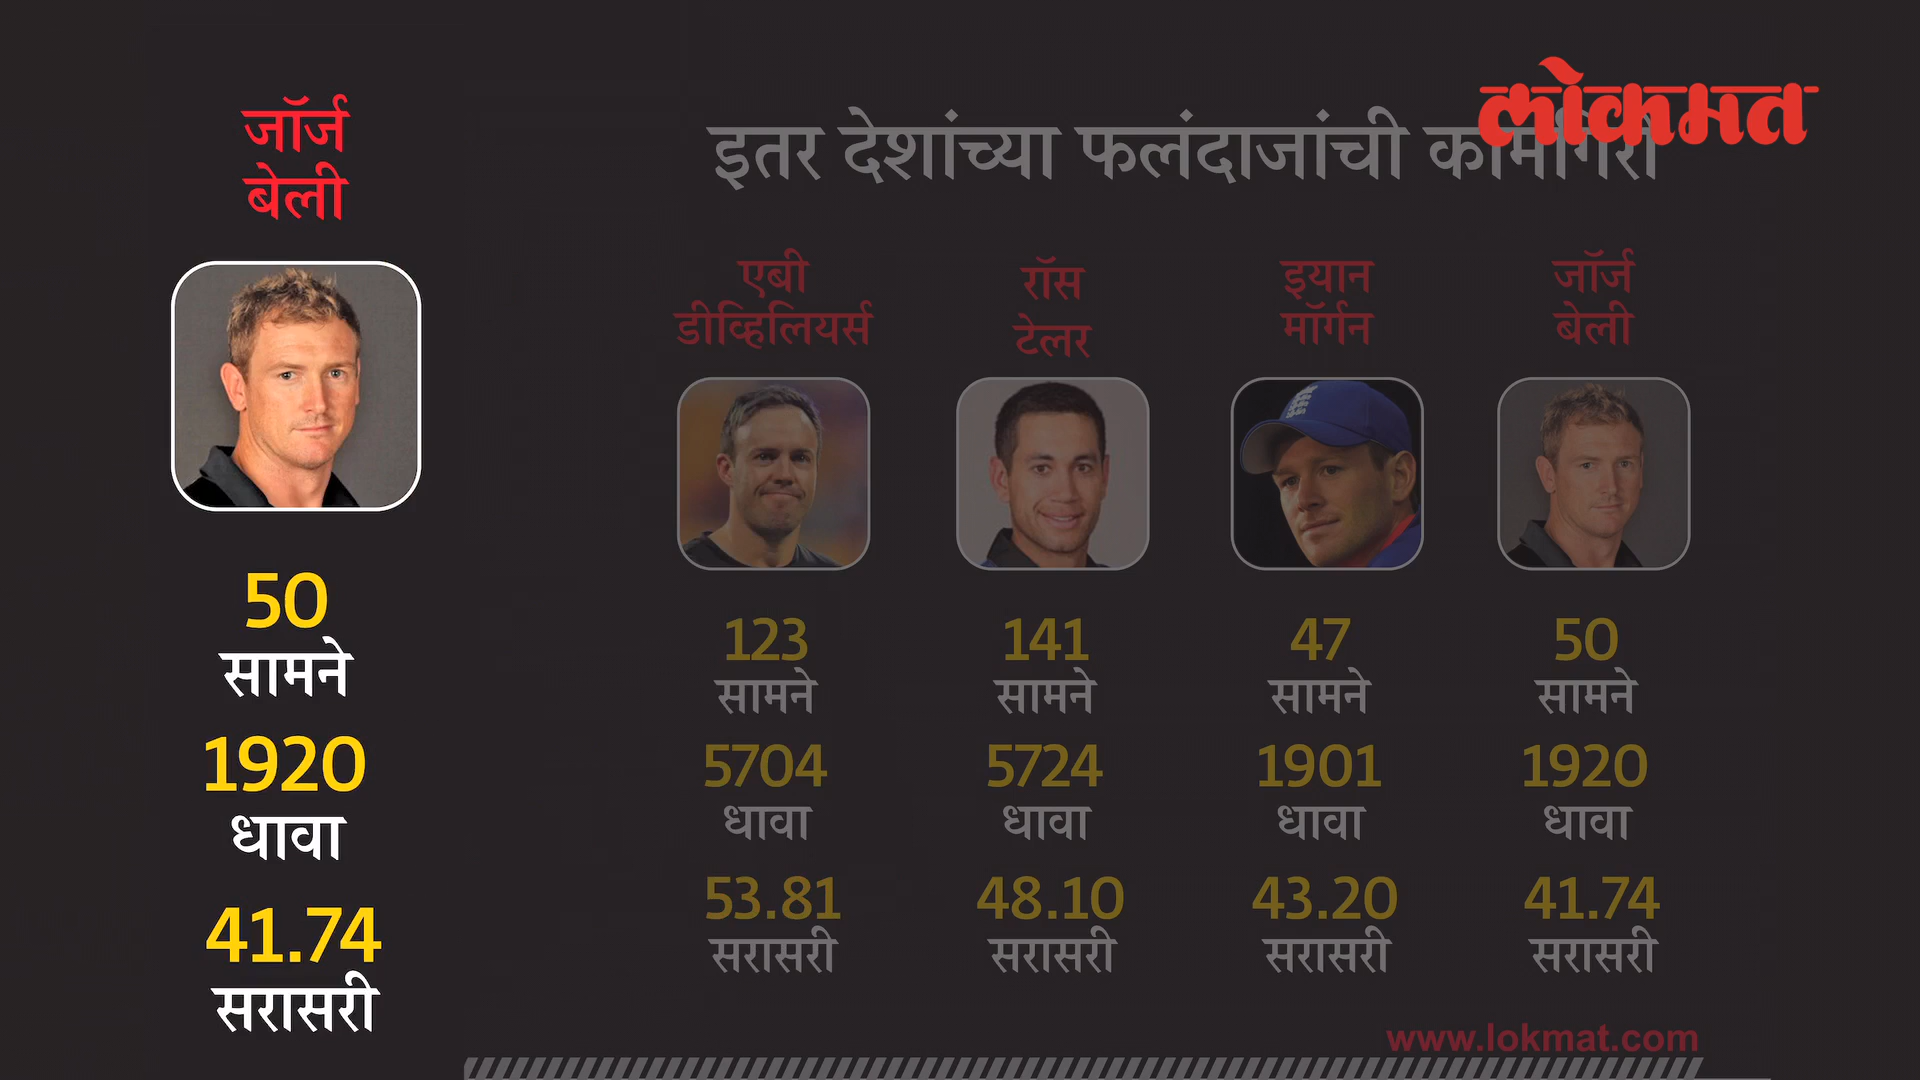 जॉर्ज
बेली
50
सामने
1920
धावा
41.74
सरासरी
लोकमत
इतर देशांच्या फलंदाजांची कामगिरी
एबी
डीव्हिलियर्स
123
सामने
5704
धावा
53.81
सरासरी
रॉस
टेलर
141
सामने
5724
धावा
48.10
सरासरी
इयान
मॉर्गन
47
सामने
1901
धावा
43.20
सरासरी
जॉर्ज
बेली
50
सामने
1920
धावा
41.74
सरासरी
www.lokmat.com